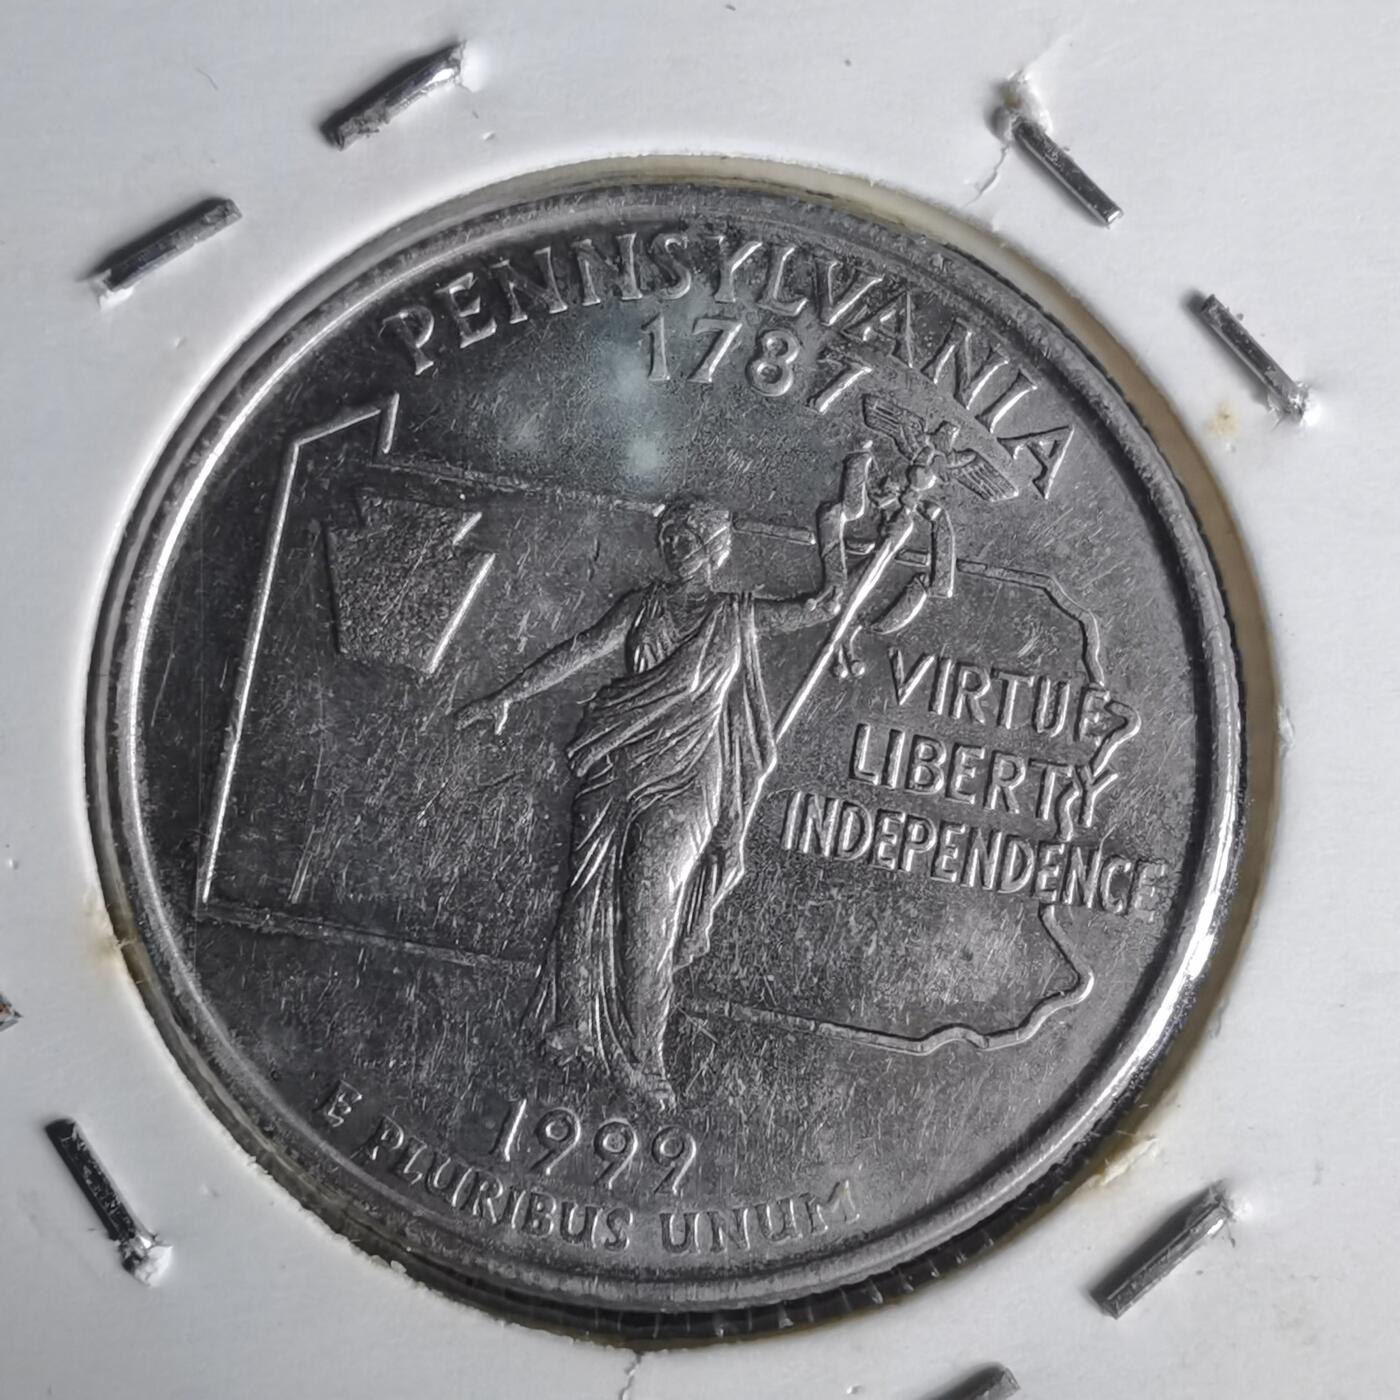 PENNSYLVANIA
1787
VIRTUE
LIBERTY
INDEPENDENCE
1999
E PLURIBUS UNUM